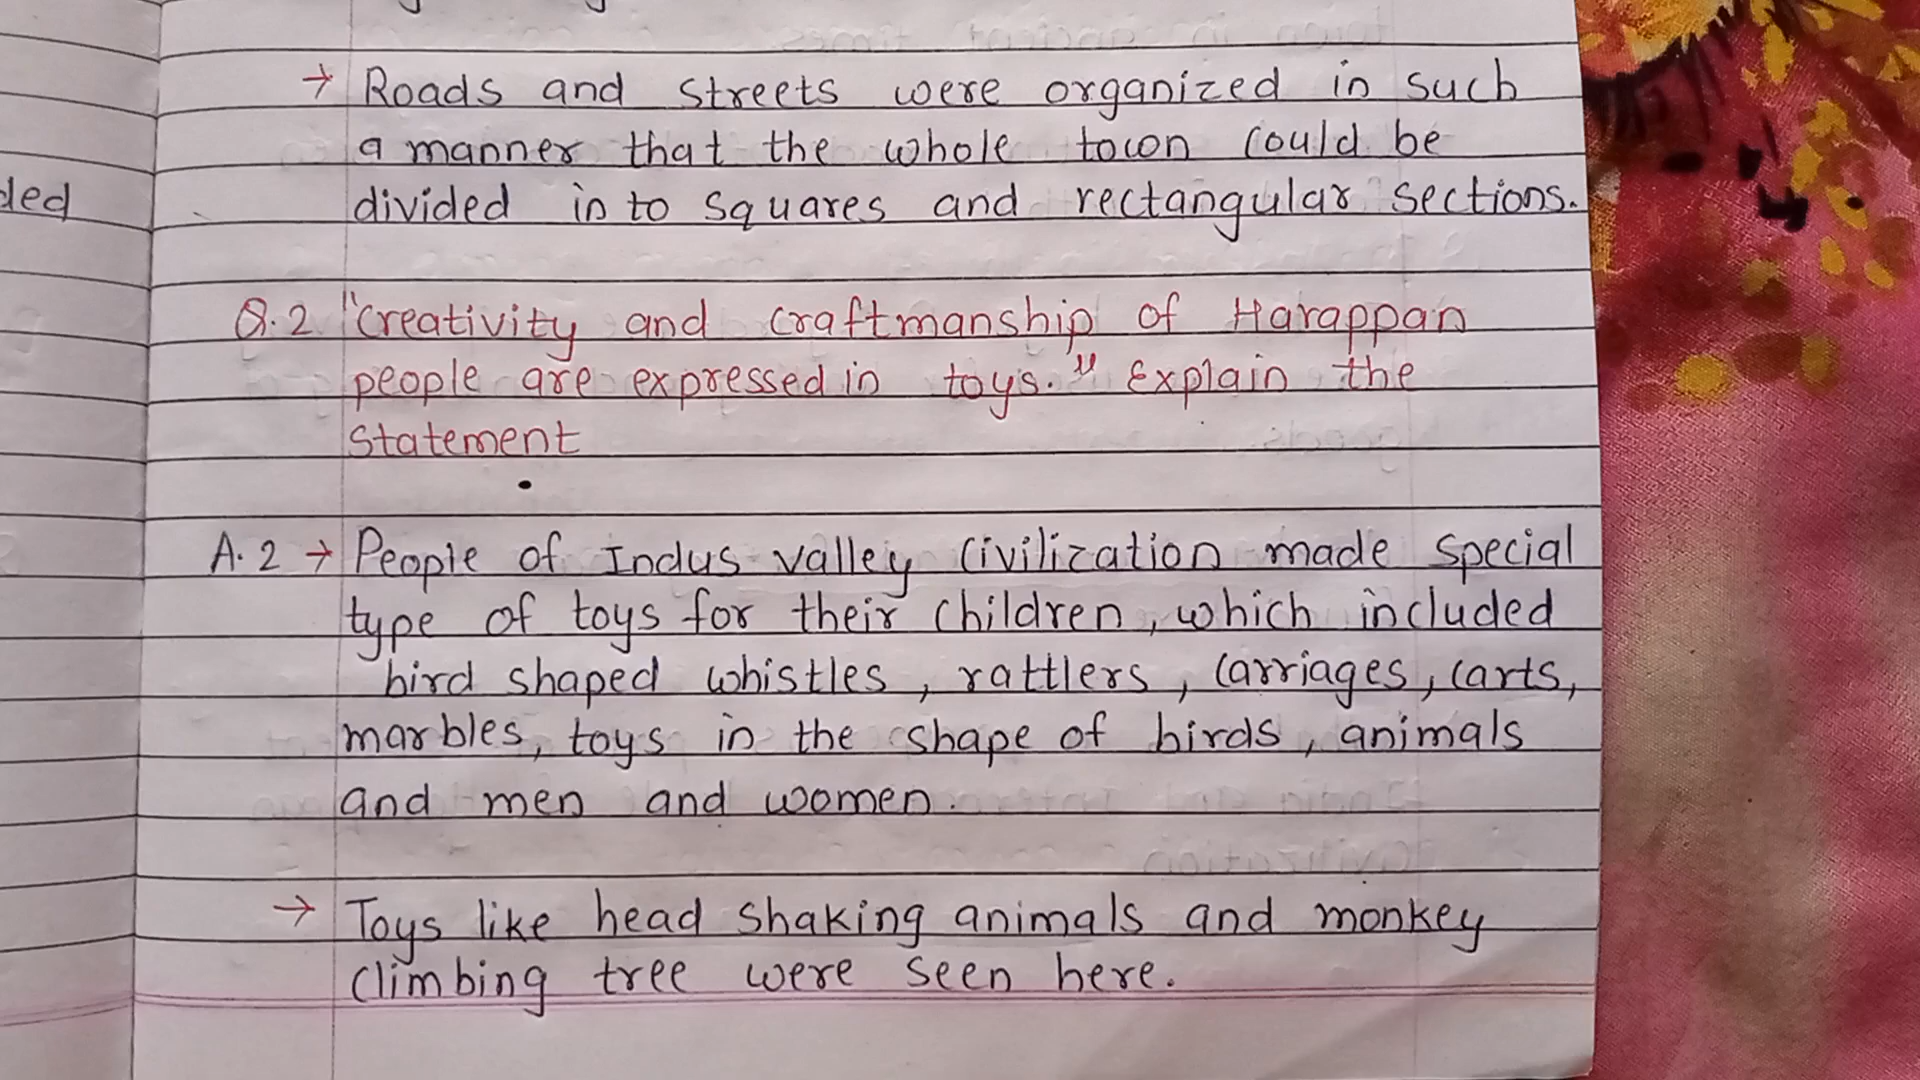 → Roads and streets were organized in such
a manner that the whole town could be
ded
divided in to squares and rectangular sections.
Q.2 "Creativity and craftmanship of Harappan
people are expressed in toys." Explain the
statement
A.2 → People of Indus valley civilization made special
type of toys for their children, which included
bird shaped whistles, rattlers, carriages, carts,
marbles, toys in the shape of birds, animals
and men and women.
→ Toys like head shaking animals and monkey
climbing tree were seen here.